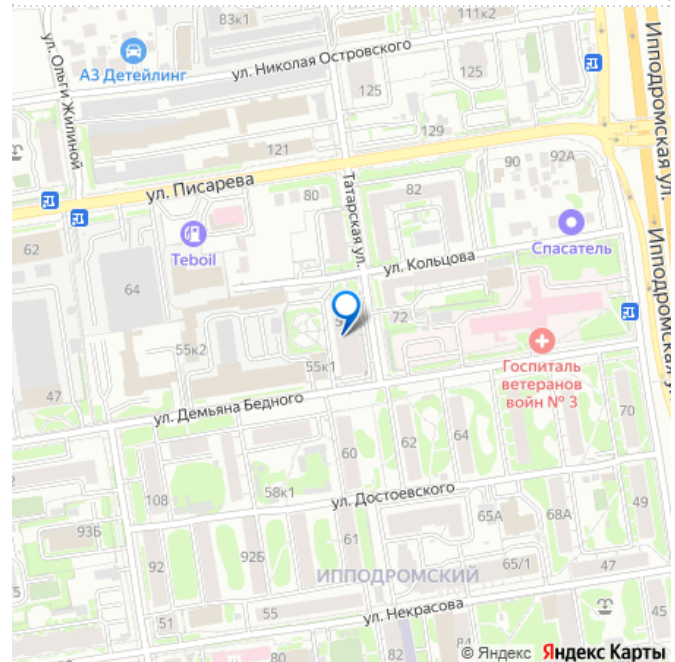 83к1
111к2
АЗ Детейлинг
ул. Николая Островского
Ипподромская ул.
ул. Ольги Жилиной
125
125
129
121
ул. Писарева
Татарская ул.
90
92А
80
82
62
Teboil
ул. Кольцова
Спасатель
Ипподромская ул.
64
72
55к2
55к1
Госпиталь
ветеранов
войн № 3
47
ул. Демьяна Бедного
70
62
64
60
58к1
108
ул. Достоевского
49
93Б
65А
68А
92
92Б
61
65/1
47
ИППОДРОМСКИЙ
51
55
ул. Некрасова
45
80
82
© Яндекс Яндекс Карты